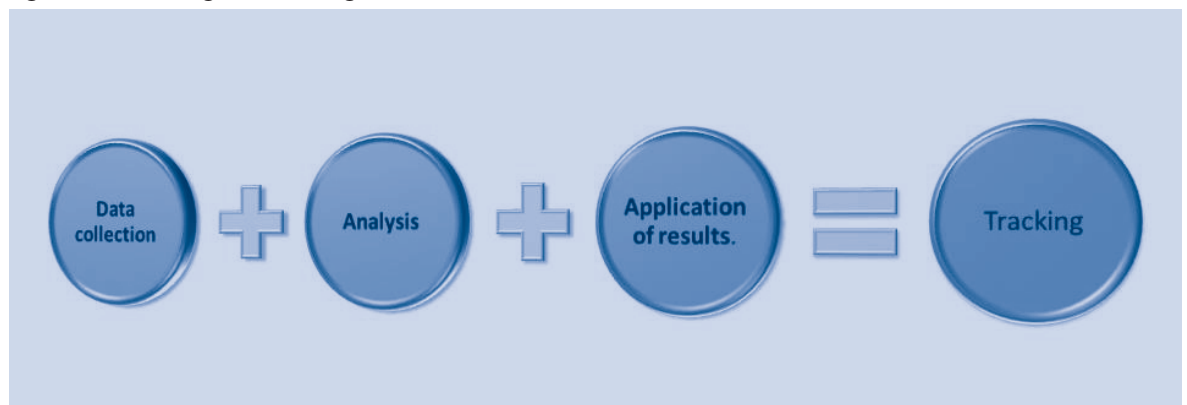 Data
collection
Analysis
Application
of results.
Tracking